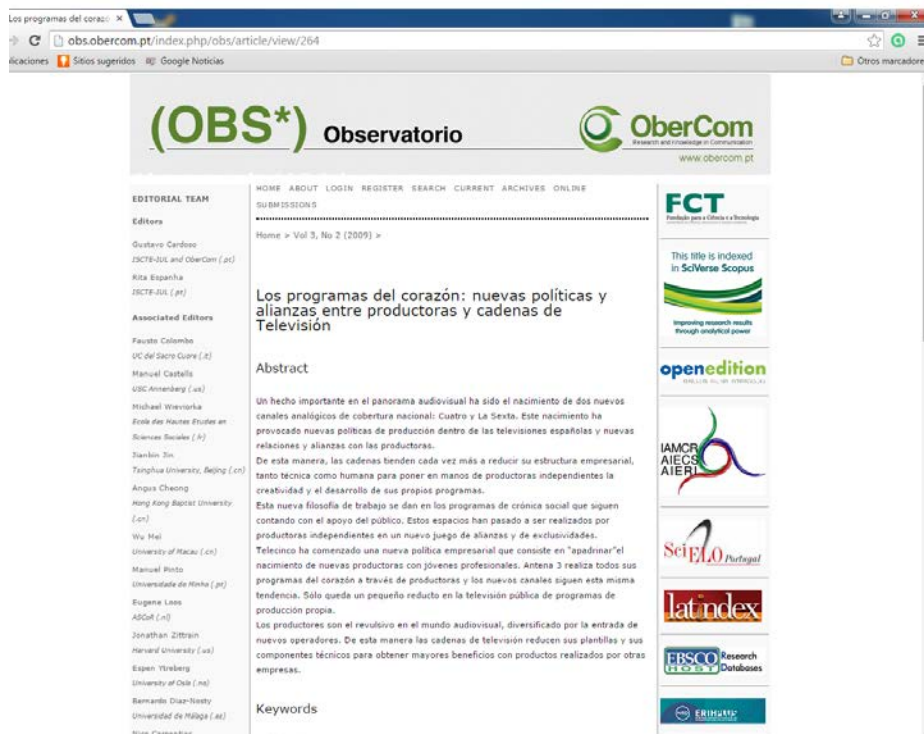 Los programas del corazo
obs.obercom.pt/index.php/obs/article/view/264
licaciones Sitios sugeridos Google Noticias Otros marcadore
(OBS*) Observatorio
OberCom
Research and Knowledge in Communication
www.obercom.pt
EDITORIAL TEAM
Editors
Gustavo Cardoso
ISCTE-IUL and OberCom (.pt)
Rita Espanha
ISCTE-IUL (.pt)
Associated Editors
Fausto Colombo
UC del Sacro Cuore (.it)
Manuel Castells
USC Annenberg (.us)
Michael Wieviorka
Ecole des Hautes Etudes en
Sciences Sociales (.fr)
Jianbin Jin
Tsinghua University, Beijing (.cn)
Angus Cheong
Hong Kong Baptist University
(.cn)
Wu Mei
University of Macau (.cn)
Manuel Pinto
Universidade do Minho (.pt)
Eugene Loos
ASCoR (.nl)
Jonathan Zittrain
Harvard University (.us)
Espen Ytreberg
University of Oslo (.no)
Bernardo Diaz-Nosty
Universidad de Málaga (.es)
HOME ABOUT LOGIN REGISTER SEARCH CURRENT ARCHIVES ONLINE
SUBMISSIONS
Home > Vol 3, No 2 (2009) >
Los programas del corazón: nuevas políticas y
alianzas entre productoras y cadenas de
Televisión
Abstract
Un hecho importante en el panorama audiovisual ha sido el nacimiento de dos nuevos
canales analógicos de cobertura nacional: Cuatro y La Sexta. Este nacimiento ha
provocado nuevas políticas de producción dentro de las televisiones españolas y nuevas
relaciones y alianzas con las productoras.
De esta manera, las cadenas tienden cada vez más a reducir su estructura empresarial,
tanto técnica como humana para poner en manos de productoras independientes la
creatividad y el desarrollo de sus propios programas.
Esta nueva filosofía de trabajo se dan en los programas de crónica social que siguen
contando con el apoyo del público. Estos espacios han pasado a ser realizados por
productoras independientes en un nuevo juego de alianzas y de exclusividades.
Telecinco ha comenzado una nueva política empresarial que consiste en "apadrinar"el
nacimiento de nuevas productoras con jóvenes profesionales. Antena 3 realiza todos sus
programas del corazón a través de productoras y los nuevos canales siguen esta misma
tendencia. Sólo queda un pequeño reducto en la televisión pública de programas de
producción propia.
Los productores son el revulsivo en el mundo audiovisual, diversificado por la entrada de
nuevos operadores. De esta manera las cadenas de televisión reducen sus plantillas y sus
componentes técnicos para obtener mayores beneficios con productos realizados por otras
empresas.
Keywords
FCT
Fundação para a Ciência e a Tecnologia
This title is indexed
in SciVerse Scopus
Improving research results
through analytical power
openedition
IAMCR
AIECS
AIERI
SciELO Portugal
latindex
EBSCO Research
HOST Databases